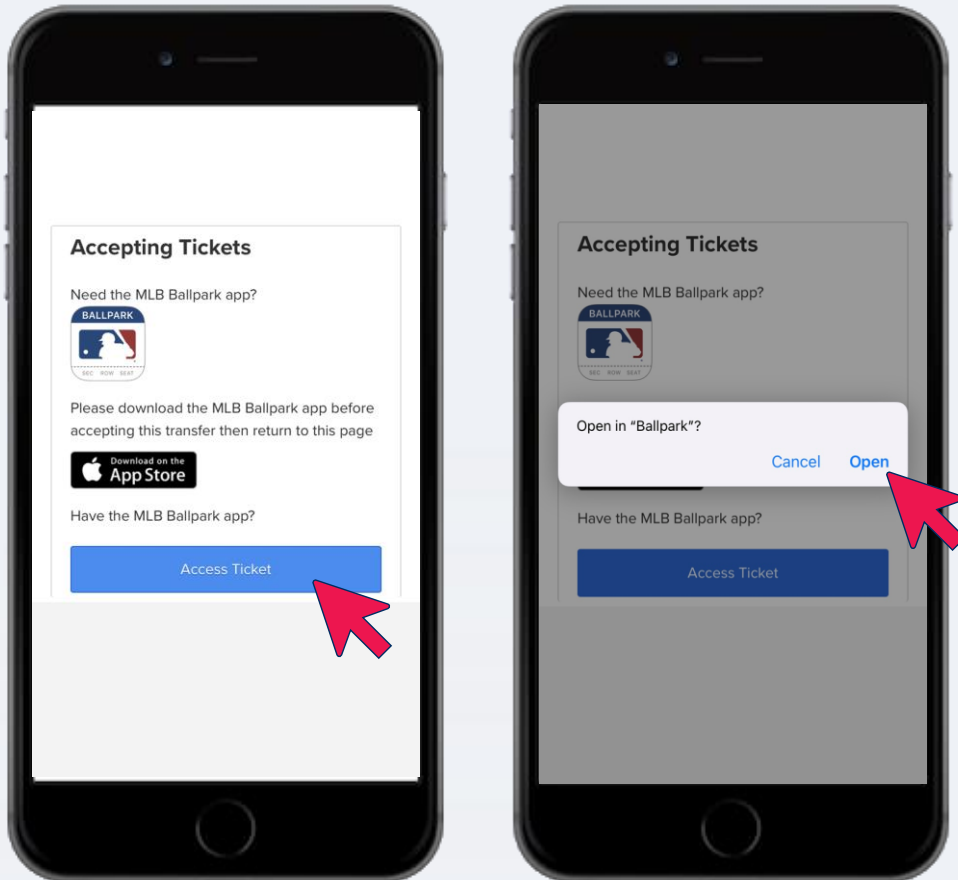 Accepting Tickets
Need the MLB Ballpark app?
BALLPARK
SEC ROW SEAT
Please download the MLB Ballpark app before
accepting this transfer then return to this page
Download on the
App Store
Have the MLB Ballpark app?
Access Ticket
Accepting Tickets
Need the MLB Ballpark app?
BALLPARK
SEC ROW SEAT
Open in “Ballpark”?
Cancel Open
Have the MLB Ballpark app?
Access Ticket